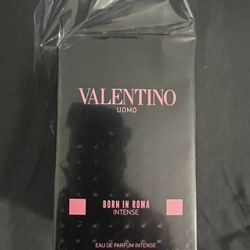 VALENTINO
UOMO
BORN IN ROMA
INTENSE
EAU DE PARFUM INTENSE